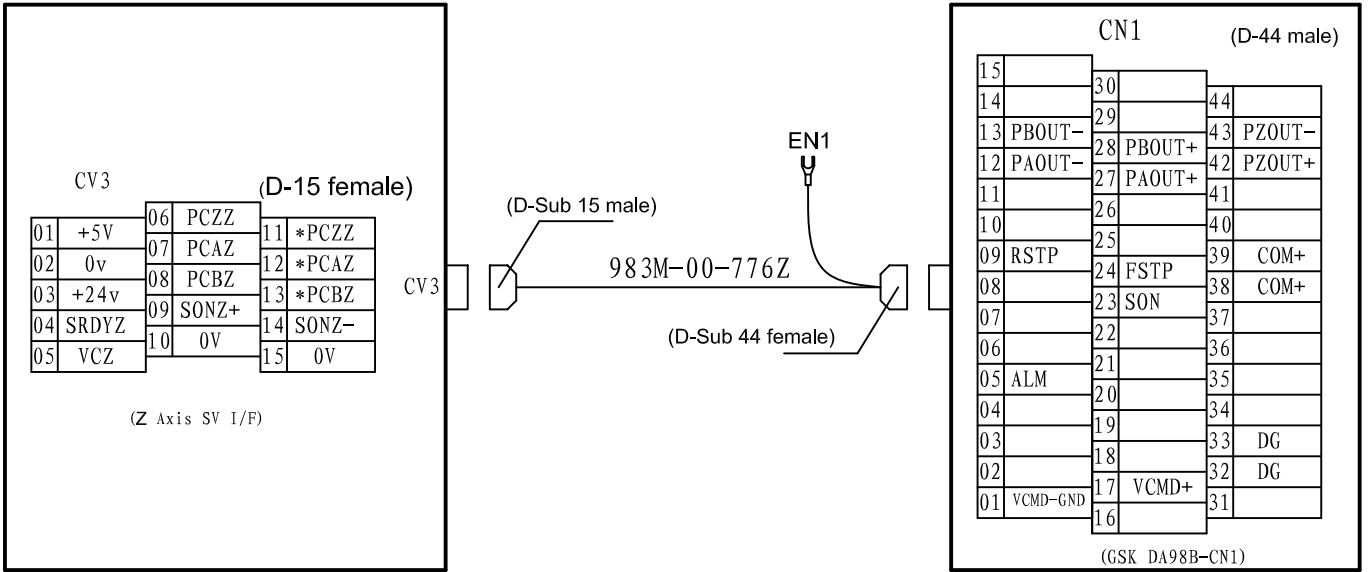 CV3
(D-15 female)
01 +5V
02 0v
03 +24v
04 SRDYZ
05 VCZ
06 PCZZ
07 PCAZ
08 PCBZ
09 SONZ+
10 0V
11 *PCZZ
12 *PCAZ
13 *PCBZ
14 SONZ-
15 0V
(Z Axis SV I/F)
CV3
(D-Sub 15 male)
983M-00-776Z
EN1
(D-Sub 44 female)
CN1
(D-44 male)
15
14
13 PBOUT-
12 PAOUT-
11
10
09 RSTP
08
07
06
05 ALM
04
03
02
01 VCMD-GND
30
29
28 PBOUT+
27 PAOUT+
26
25
24 FSTP
23 SON
22
21
20
19
18
17 VCMD+
16
44
43 PZOUT-
42 PZOUT+
41
40
39 COM+
38 COM+
37
36
35
34
33 DG
32 DG
31
(GSK DA98B-CN1)